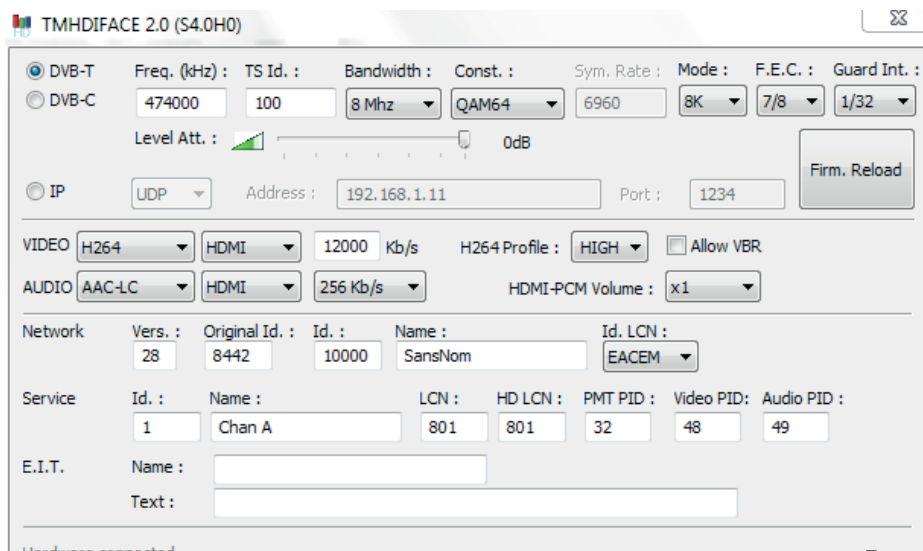 TMHDIFACE 2.0 (S4.0H0)
DVB-T Freq. (kHz) : TS Id. : Bandwidth : Const. : Sym. Rate : Mode : F.E.C. : Guard Int. :
DVB-C 474000 100 8 Mhz QAM64 6960 8K 7/8 1/32
Level Att. : 0dB
Firm. Reload
IP UDP Address : 192.168.1.11 Port : 1234
VIDEO H264 HDMI 12000 Kb/s H264 Profile : HIGH Allow VBR
AUDIO AAC-LC HDMI 256 Kb/s HDMI-PCM Volume : x1
Network Vers. : Original Id. : Id. : Name : Id. LCN :
28 8442 10000 SansNom EACEM
Service Id. : Name : LCN : HD LCN : PMT PID : Video PID: Audio PID :
1 Chan A 801 801 32 48 49
E.I.T. Name :
Text :